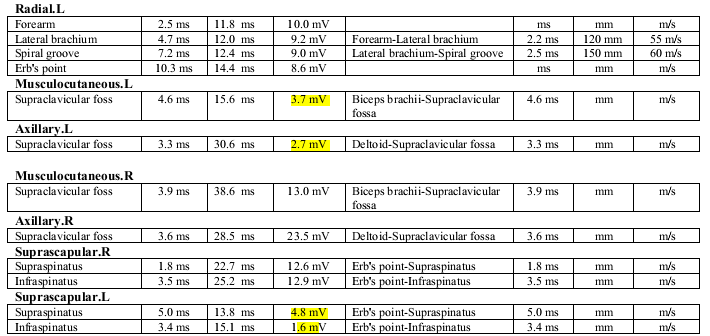 Radial.L
Forearm 2.5 ms 11.8 ms 10.0 mV ms mm m/s
Lateral brachium 4.7 ms 12.0 ms 9.2 mV Forearm-Lateral brachium 2.2 ms 120 mm 55 m/s
Spiral groove 7.2 ms 12.4 ms 9.0 mV Lateral brachium-Spiral groove 2.5 ms 150 mm 60 m/s
Erb's point 10.3 ms 14.4 ms 8.6 mV ms mm m/s
Musculocutaneous.L
Supraclavicular foss 4.6 ms 15.6 ms 3.7 mV Biceps brachii-Supraclavicular 4.6 ms mm m/s
fossa
Axillary.L
Supraclavicular foss 3.3 ms 30.6 ms 2.7 mV Deltoid-Supraclavicular fossa 3.3 ms mm m/s
Musculocutaneous.R
Supraclavicular foss 3.9 ms 38.6 ms 13.0 mV Biceps brachii-Supraclavicular 3.9 ms mm m/s
fossa
Axillary.R
Supraclavicular foss 3.6 ms 28.5 ms 23.5 mV Deltoid-Supraclavicular fossa 3.6 ms mm m/s
Suprascapular.R
Supraspinatus 1.8 ms 22.7 ms 12.6 mV Erb's point-Supraspinatus 1.8 ms mm m/s
Infraspinatus 3.5 ms 25.2 ms 12.9 mV Erb's point-Infraspinatus 3.5 ms mm m/s
Suprascapular.L
Supraspinatus 5.0 ms 13.8 ms 4.8 mV Erb's point-Supraspinatus 5.0 ms mm m/s
Infraspinatus 3.4 ms 15.1 ms 1.6 mV Erb's point-Infraspinatus 3.4 ms mm m/s